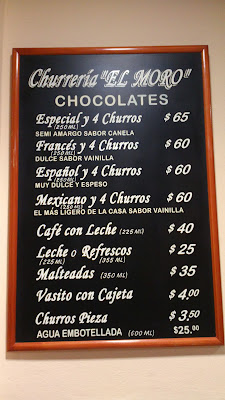 Churrería "EL MORO"
CHOCOLATES
Especial y 4 Churros $ 65
(250 ML)
SEMI AMARGO SABOR CANELA
Francés y 4 Churros $ 60
(250 ML)
DULCE SABOR VAINILLA
Español y 4 Churros $ 60
(250 ML)
MUY DULCE Y ESPESO
Mexicano y 4 Churros $ 60
(250 ML)
EL MÁS LIGERO DE LA CASA SABOR VAINILLA
Café con Leche (225 ML) $ 40
Leche o Refrescos $ 25
(225 ML) (355 ML)
Malteadas (350 ML) $ 35
Vasito con Cajeta $ 4.00
Churros Pieza $ 3.50
AGUA EMBOTELLADA (600 ML) $25.00